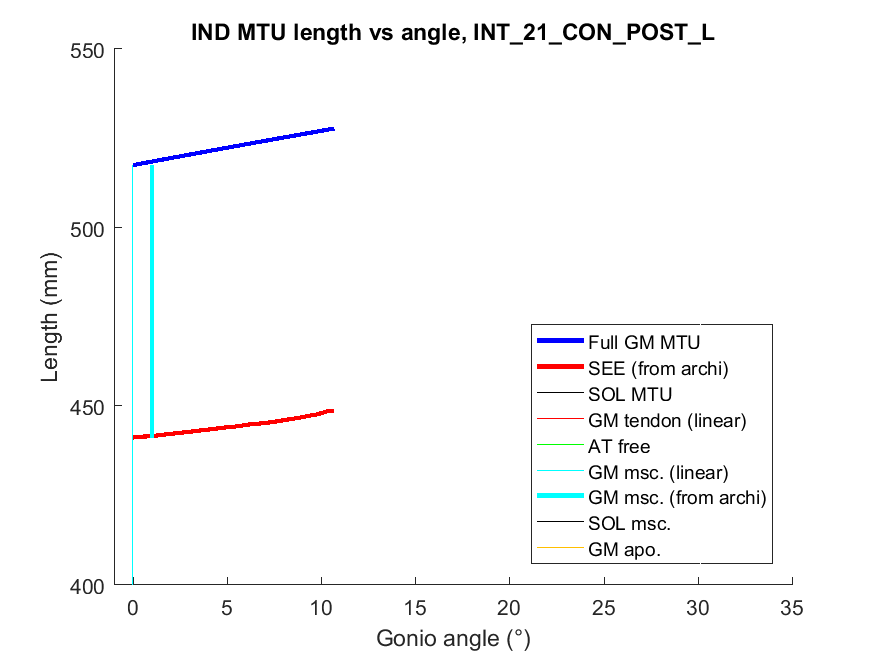 IND MTU length vs angle, INT_21_CON_POST_L
550
500
450
400
Length (mm)
0 5 10 15 20 25 30 35
Gonio angle (°)
Full GM MTU
SEE (from archi)
SOL MTU
GM tendon (linear)
AT free
GM msc. (linear)
GM msc. (from archi)
SOL msc.
GM apo.